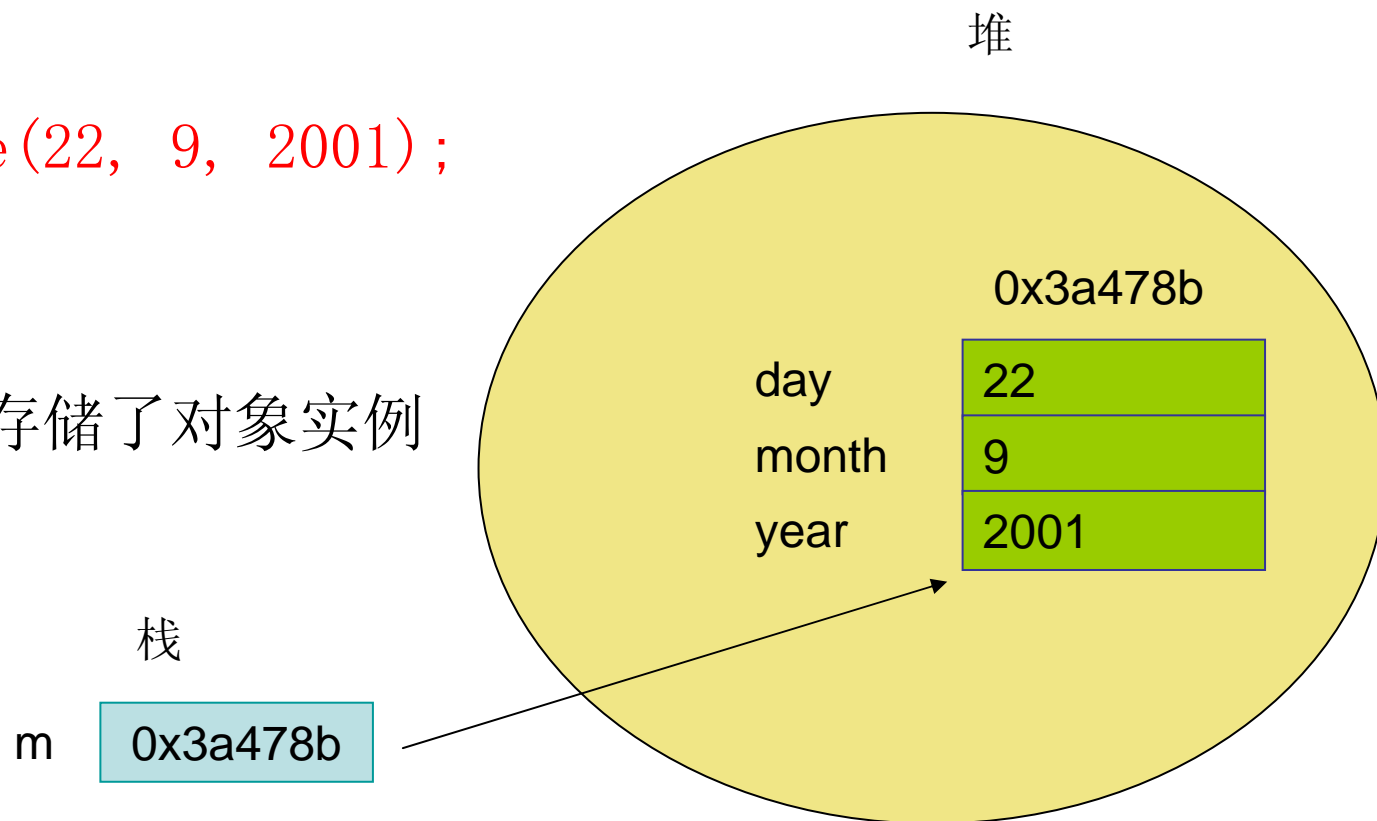 堆
e(22, 9, 2001);
0x3a478b
day 22
存储了对象实例
month 9
year 2001
栈
m 0x3a478b